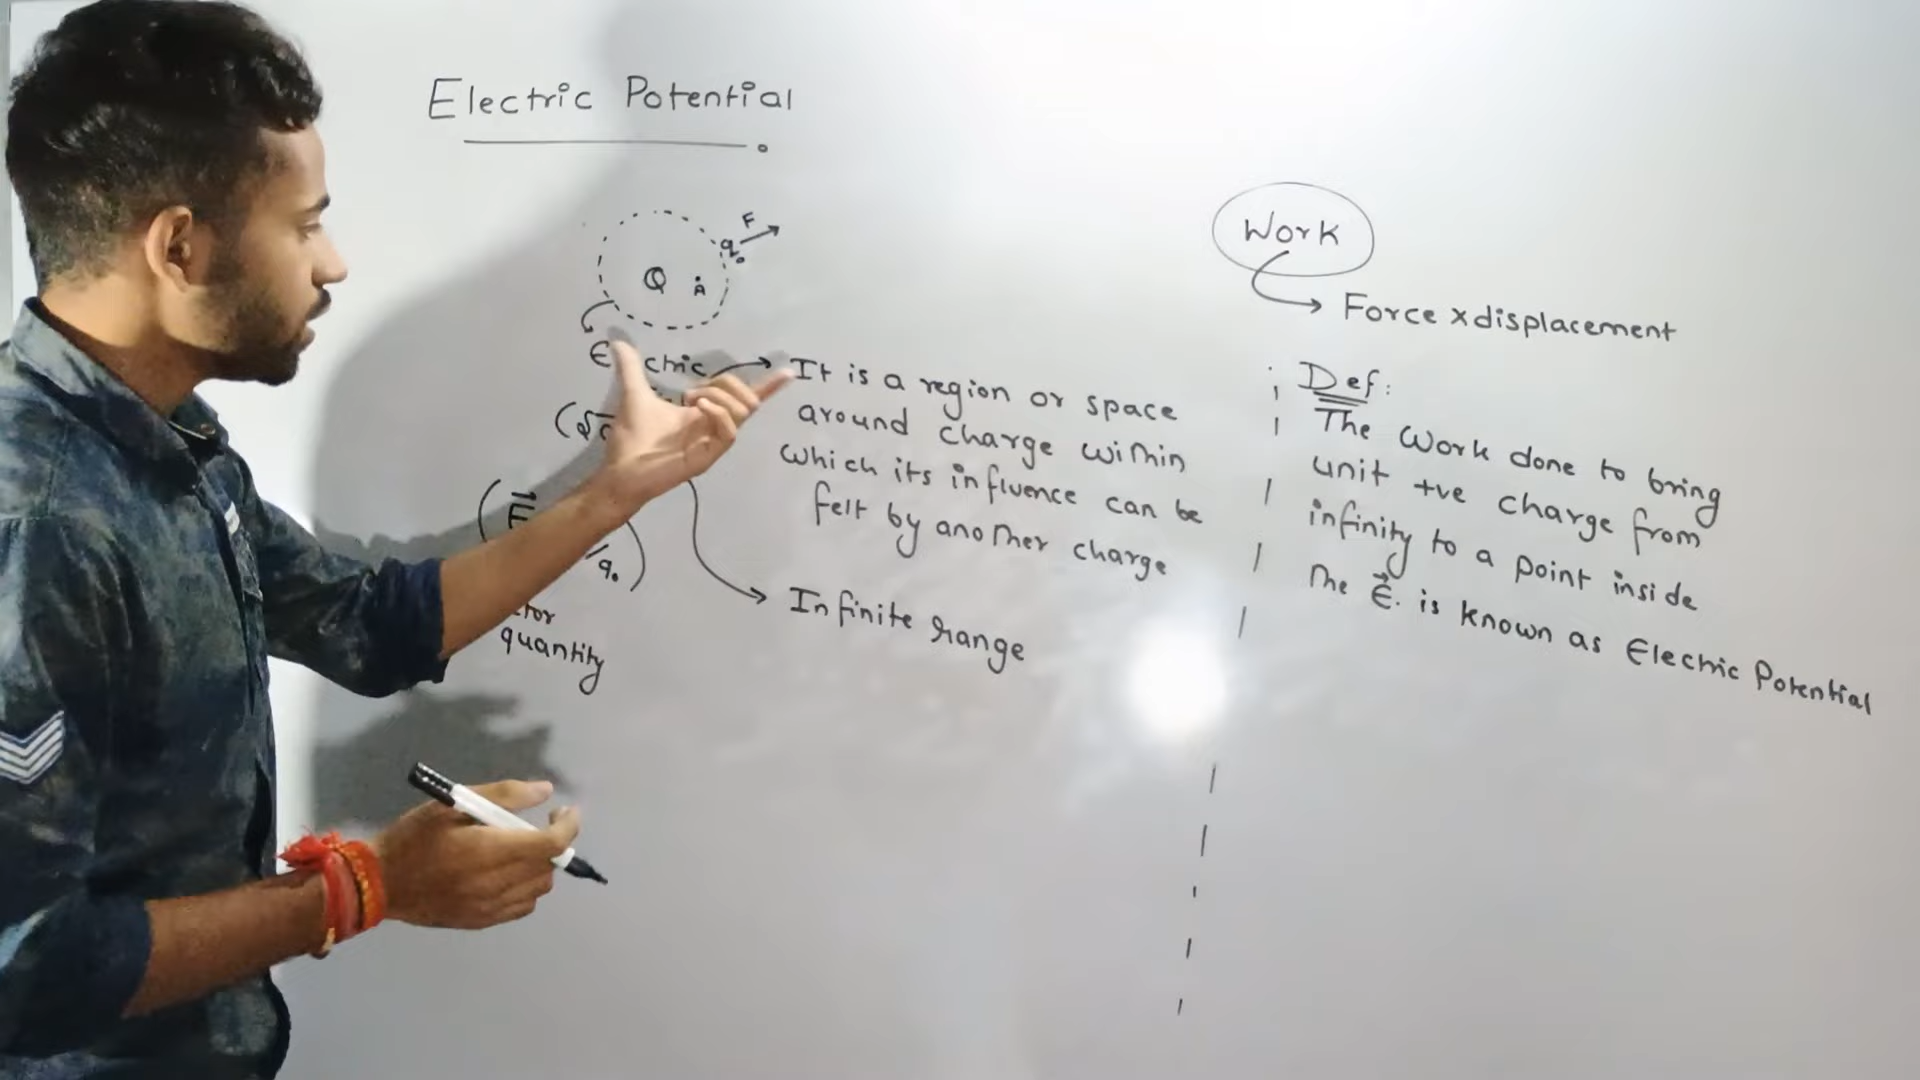 Electric Potential
F
q₀
Q A
It is a region or space
around charge within
which its influence can be
felt by another charge
E
/q₀
quantity
Infinite range
Work
Force x displacement
Def:
The Work done to bring
unit +ve charge from
infinity to a point inside
The E. is known as Electric Potential